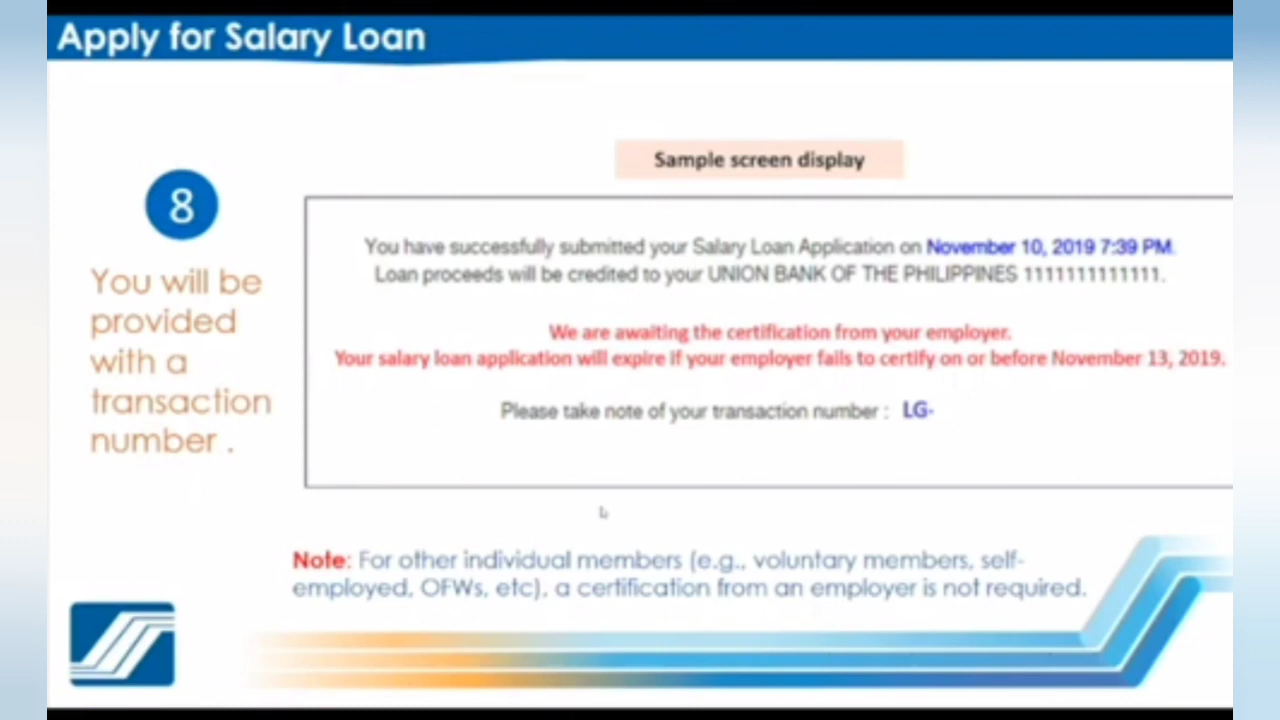 Apply for Salary Loan
Sample screen display
8
You will be
provided
with a
transaction
number .
You have successfully submitted your Salary Loan Application on November 10, 2019 7:39 PM.
Loan proceeds will be credited to your UNION BANK OF THE PHILIPPINES 1111111111111.
We are awaiting the certification from your employer.
Your salary loan application will expire if your employer fails to certify on or before November 13, 2019.
Please take note of your transaction number : LG-
Note: For other individual members (e.g., voluntary members, self-
employed, OFWs, etc), a certification from an employer is not required.